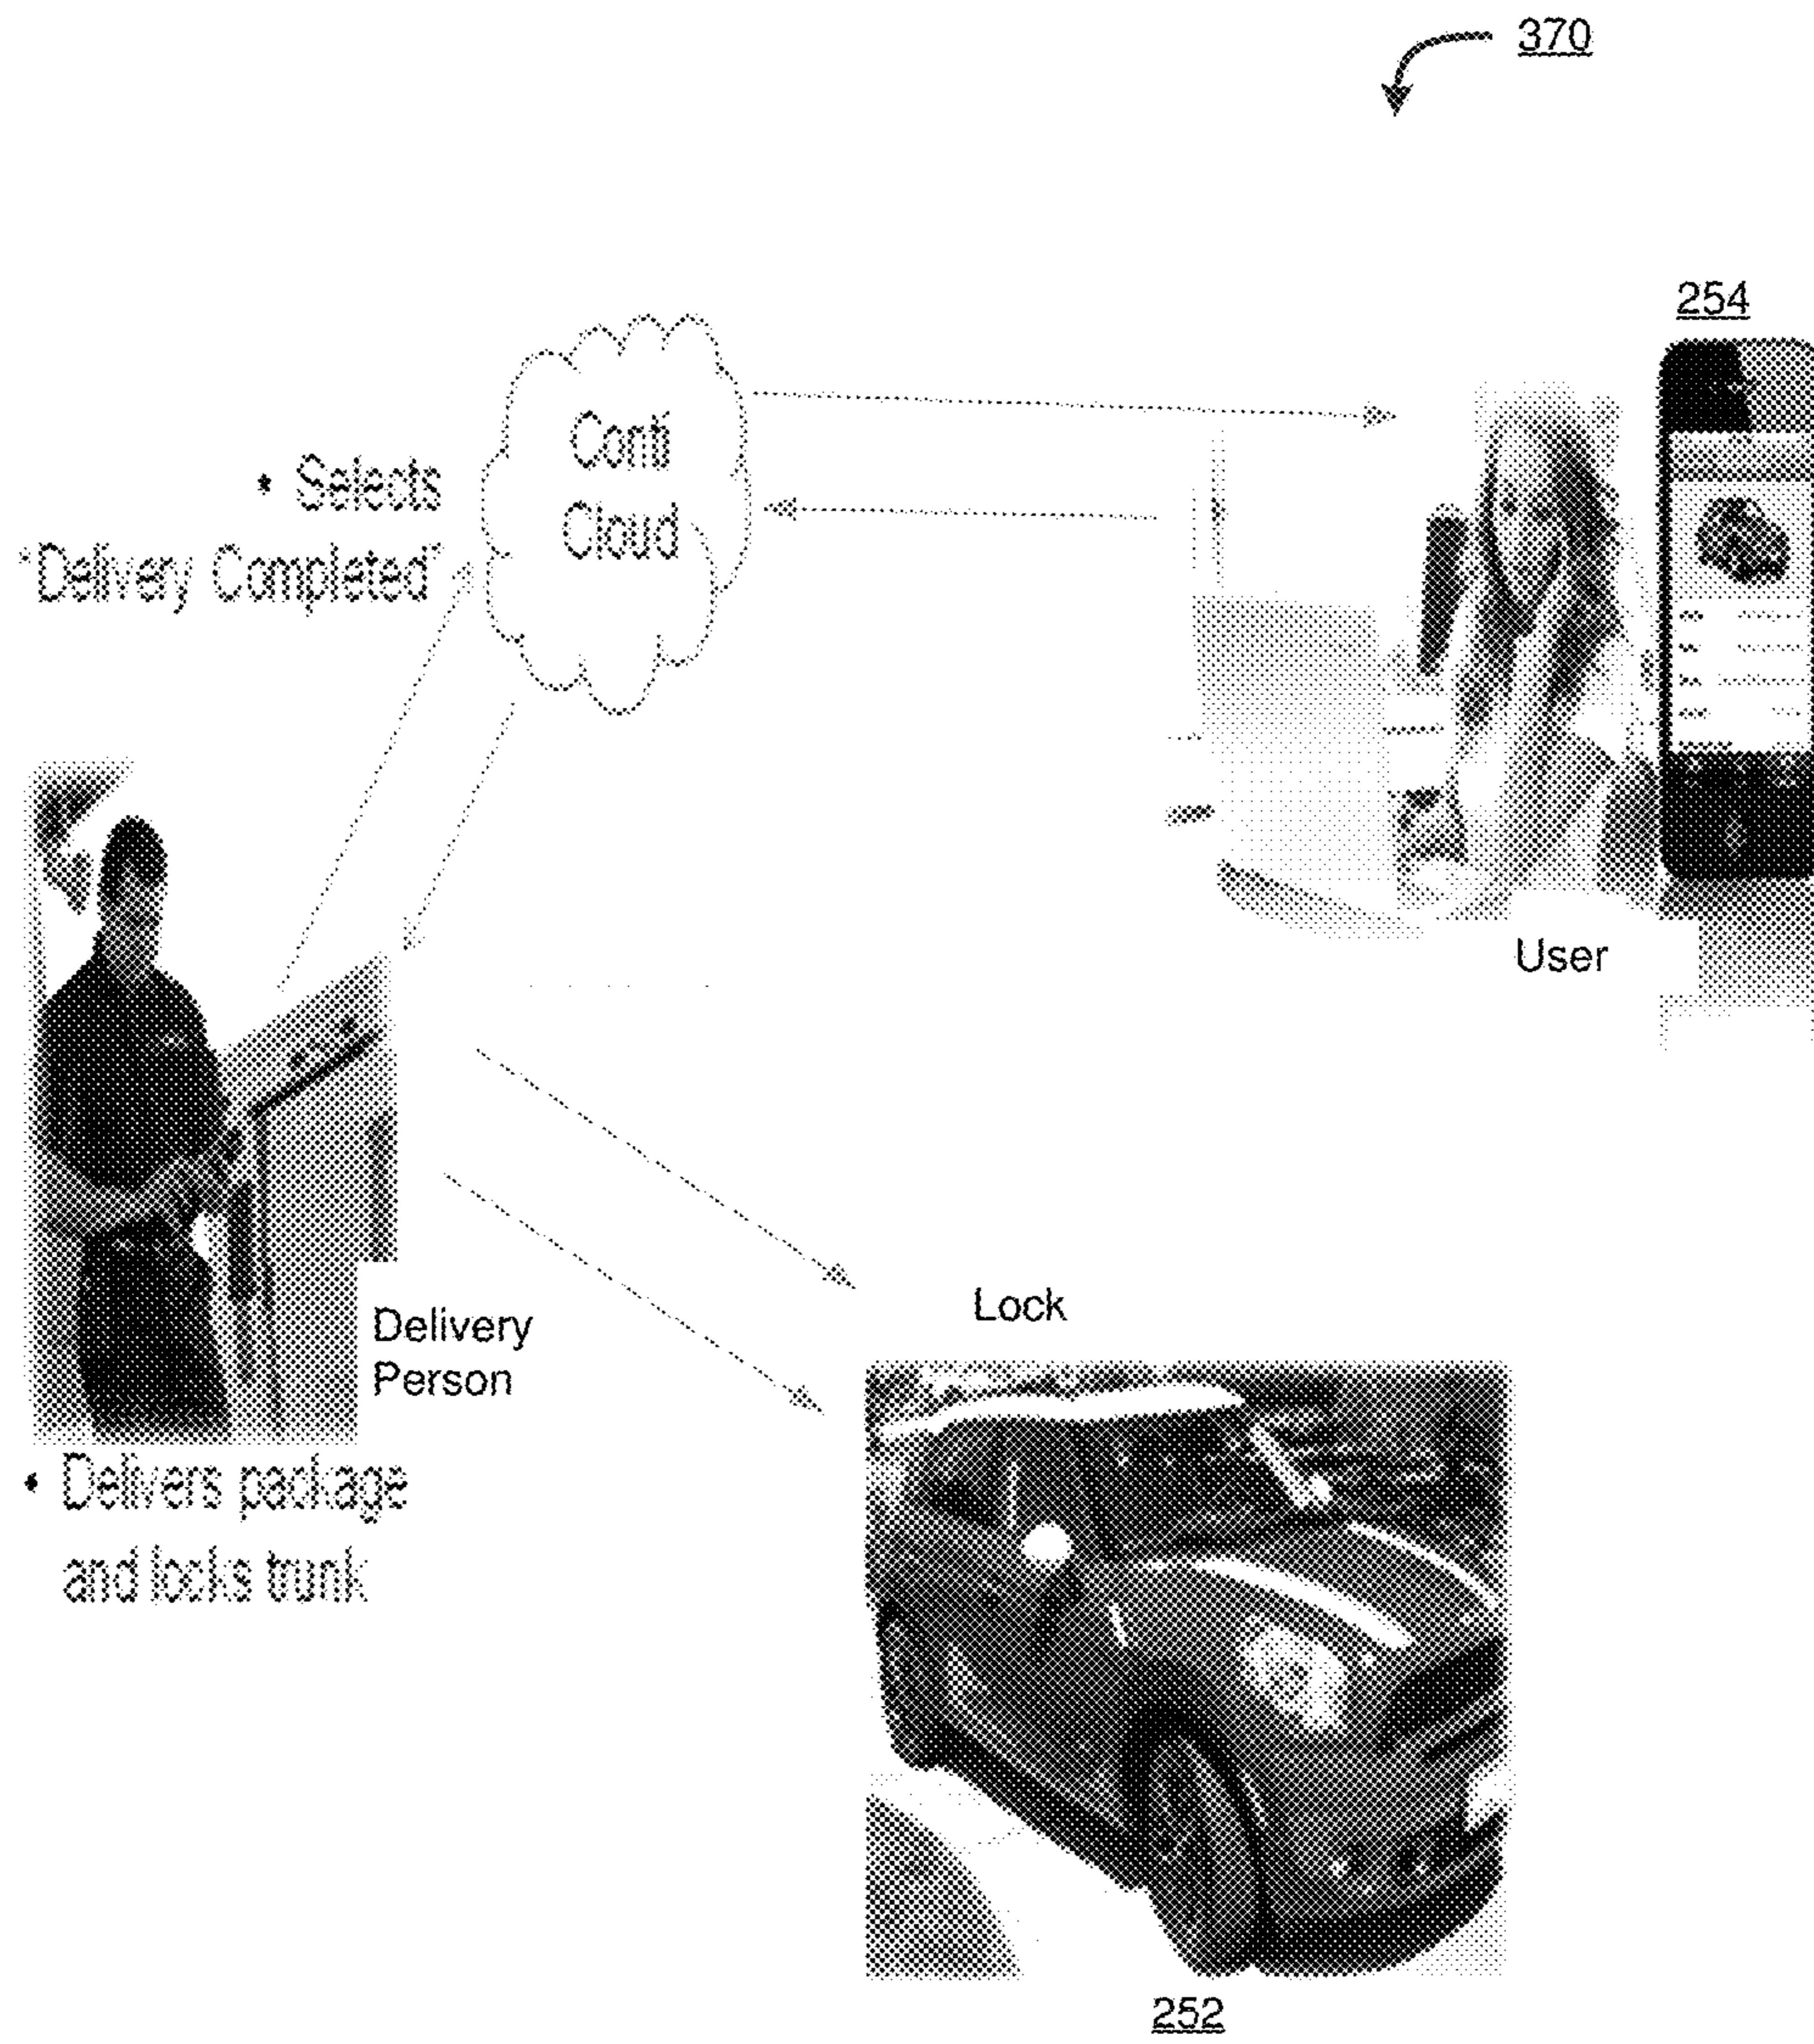 370
254
Conti
Cloud
• Selects
"Delivery Completed"
User
Delivery
Person
Lock
• Delivers package
and locks trunk
252